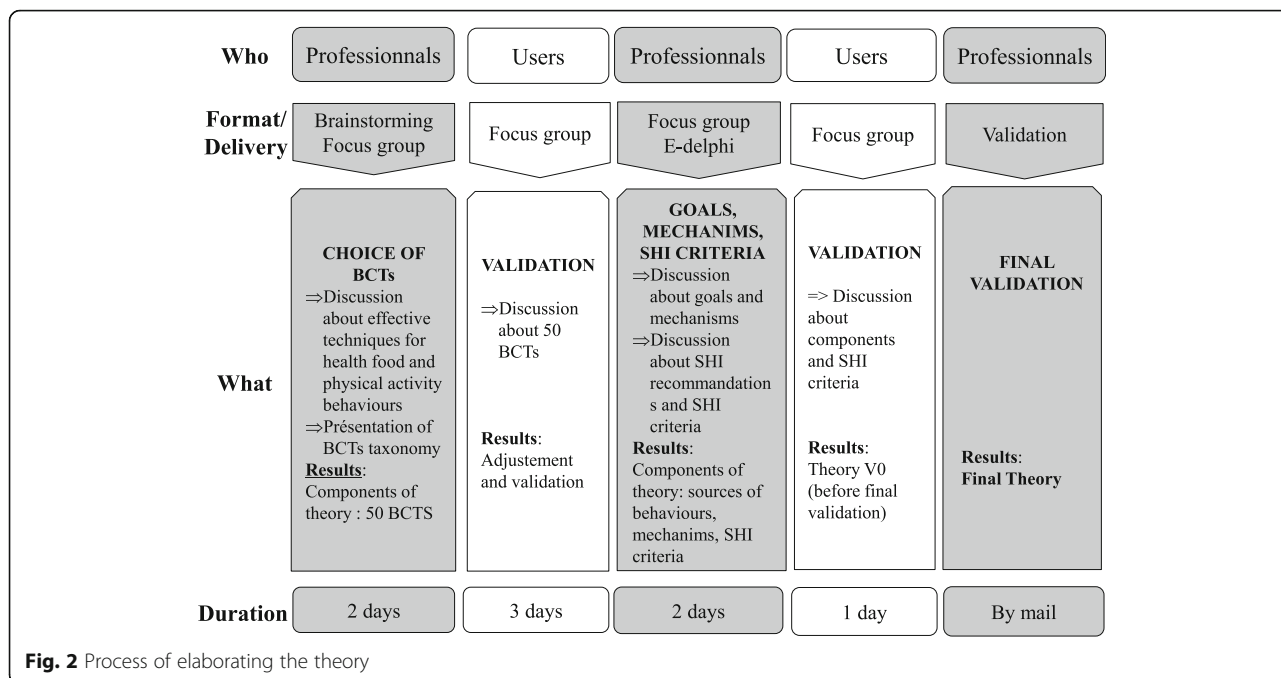 Who
Professionnals
Users
Professionnals
Users
Professionnals
Format/
Delivery
Brainstorming
Focus group
Focus group
Focus group
E-delphi
Focus group
Validation
What
CHOICE OF
BCTs
⇒Discussion
about effective
techniques for
health food and
physical activity
behaviours
⇒Présentation of
BCTs taxonomy
Results:
Components of
theory : 50 BCTS
VALIDATION
⇒Discussion
about 50
BCTs
Results:
Adjustement
and validation
GOALS,
MECHANIMS,
SHI CRITERIA
⇒Discussion
about goals and
mechanisms
⇒Discussion
about SHI
recommandation
s and SHI
criteria
Results:
Components of
theory: sources of
behaviours,
mechanims, SHI
criteria
VALIDATION
=> Discussion
about
components
and SHI
criteria
Results:
Theory V0
(before final
validation)
FINAL
VALIDATION
Results:
Final Theory
Duration
2 days
3 days
2 days
1 day
By mail
Fig. 2 Process of elaborating the theory